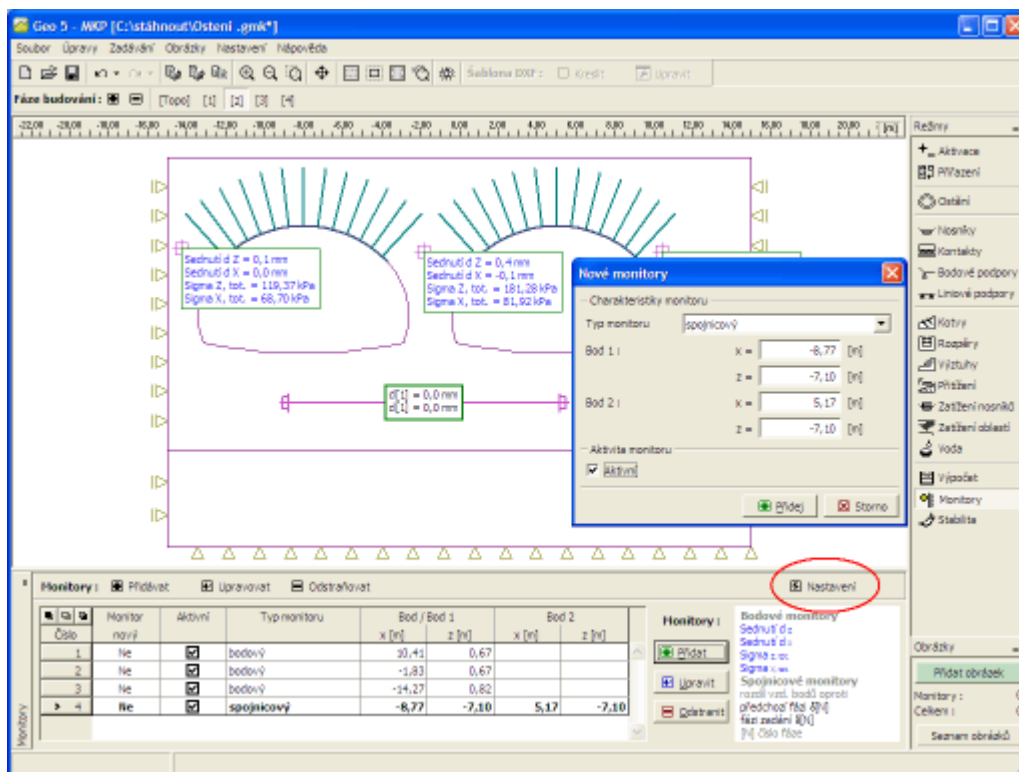 Geo 5 - MKP [C:\stáhnout\Osteni .gmk*]
Soubor Úpravy Zadávání Obrázky Nastavení Nápověda
Šablona DXF : Kreslit Upravit
Fáze budování : [Topo] [1] [2] [3] [4]
[m]
Režimy
Aktivace
Přiřazení
Ostění
Nosníky
Kontakty
Bodové podpory
Liniové podpory
Kotvy
Rozpěry
Výztuhy
Přitížení
Zatížení nosníků
Zatížení oblastí
Voda
Výpočet
Monitory
Stabilita
Sednutí d Z = 0,1 mm
Sednutí d X = 0,0 mm
Sigma Z, tot. = 119,37 kPa
Sigma X, tot. = 68,70 kPa
Sednutí d Z = 0,4 mm
Sednutí d X = -0,1 mm
Sigma Z, tot. = 181,28 kPa
Sigma X, tot. = 81,92 kPa
d[1] = 0,0 mm
d[1] = 0,0 mm
Nové monitory
Charakteristiky monitoru
Typ monitoru spojnicový
Bod 1 : x = -8,77 [m]
z = -7,10 [m]
Bod 2 : x = 5,17 [m]
z = -7,10 [m]
Aktivita monitoru
Aktivní
Přidej Storno
Monitory : Přidávat Upravovat Odstraňovat Nastavení
Číslo Monitor nový Aktivní Typ monitoru Bod / Bod 1 x [m] z [m] Bod 2 x [m] z [m]
1 Ne bodový 10,41 0,67
2 Ne bodový -1,83 0,67
3 Ne bodový -14,27 0,82
4 Ne spojnicový -8,77 -7,10 5,17 -7,10
Monitory :
Přidat
Upravit
Odstranit
Bodové monitory
Sednutí d z
Sednutí d x
Sigma z, tot.
Sigma x, tot.
Spojnicové monitory
rozdíl vzd. bodů oproti
předchozí fázi δ[N]
fázi zadání δ[N]
[N] číslo fáze
Monitory
Obrázky
Přidat obrázek
Monitory :
Celkem :
Seznam obrázků